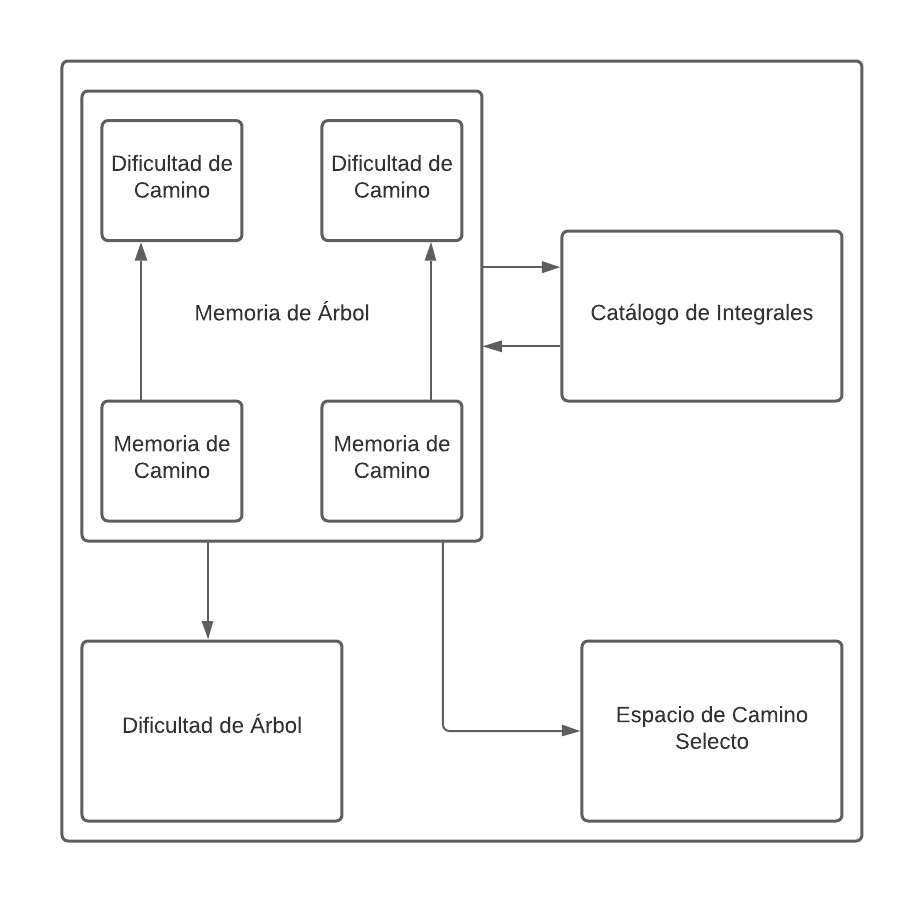 Dificultad de
Camino
Dificultad de
Camino
Memoria de Árbol
Catálogo de Integrales
Memoria de
Camino
Memoria de
Camino
Dificultad de Árbol
Espacio de Camino
Selecto